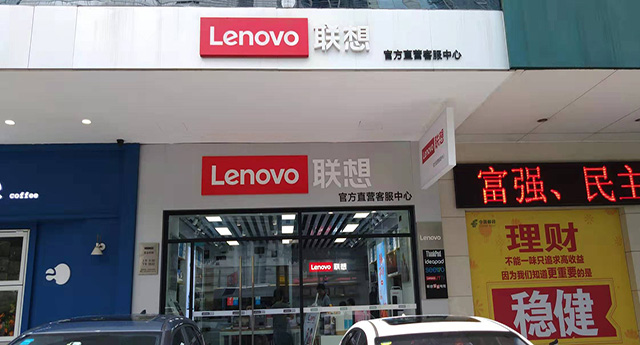 Lenovo 联想
官方直营客服中心
Lenovo 联想
官方直营客服中心
联想
coffee
Lenovo 联想
Lenovo
ThinkPad
ideapad
富强、民主
理财
不能一味只追求高收益
因为我们知道更重要的是
稳健